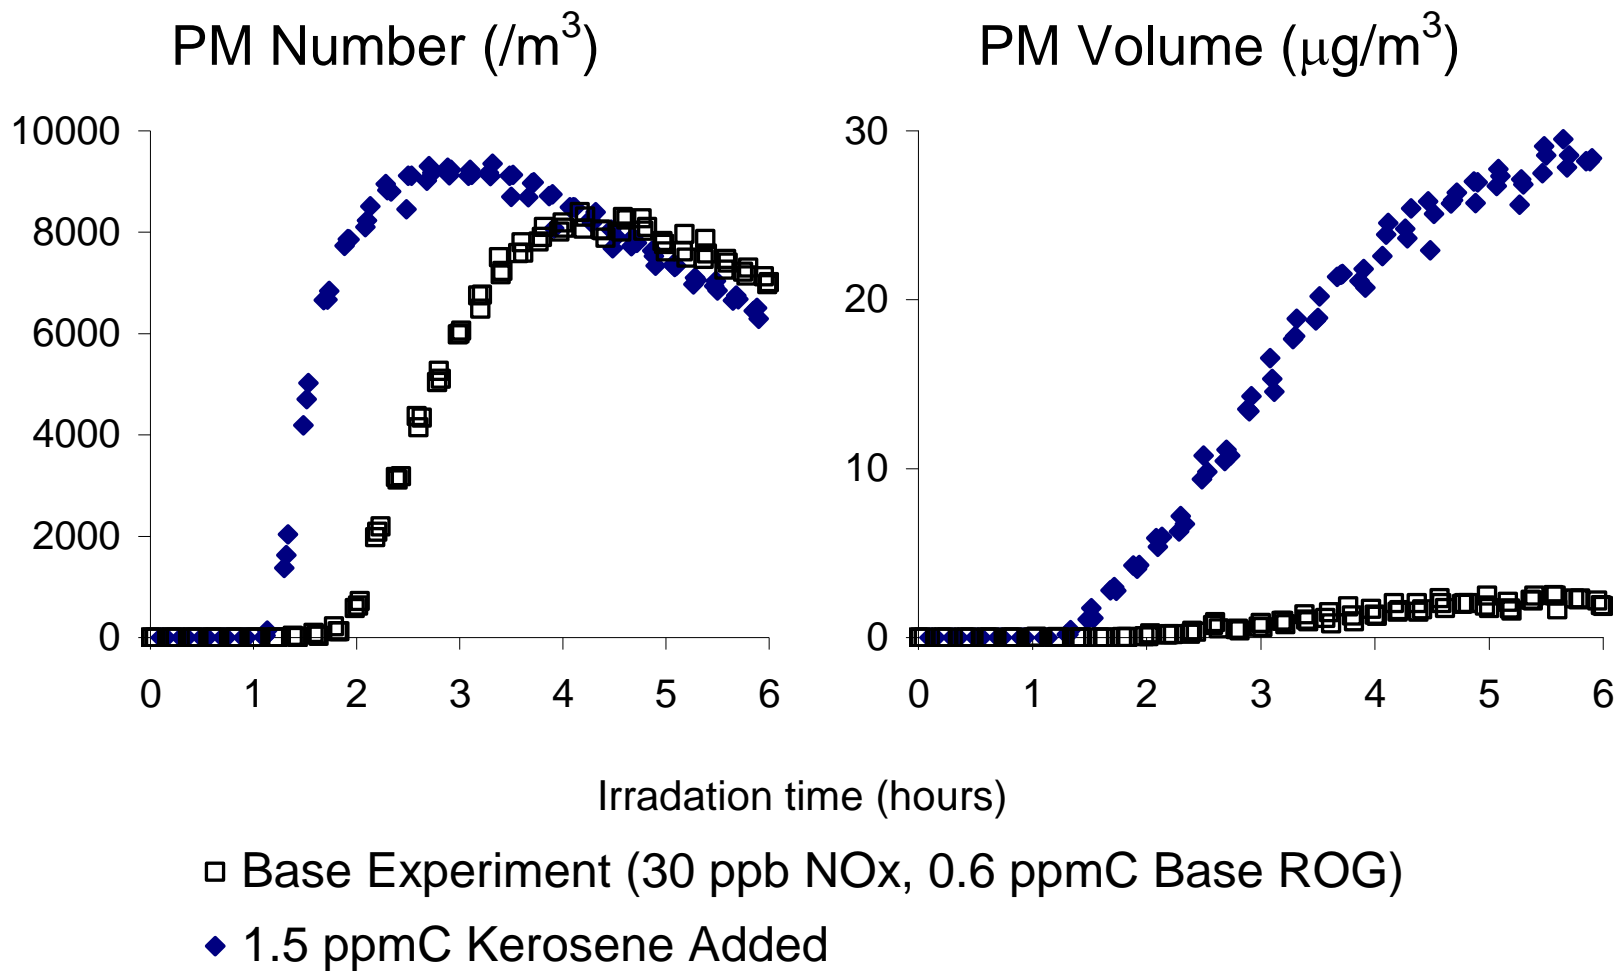 PM Number (/m³)
PM Volume (μg/m³)
10000
8000
6000
4000
2000
0
0 1 2 3 4 5 6
30
20
10
0
0 1 2 3 4 5 6
Irradation time (hours)
Base Experiment (30 ppb NOx, 0.6 ppmC Base ROG)
1.5 ppmC Kerosene Added